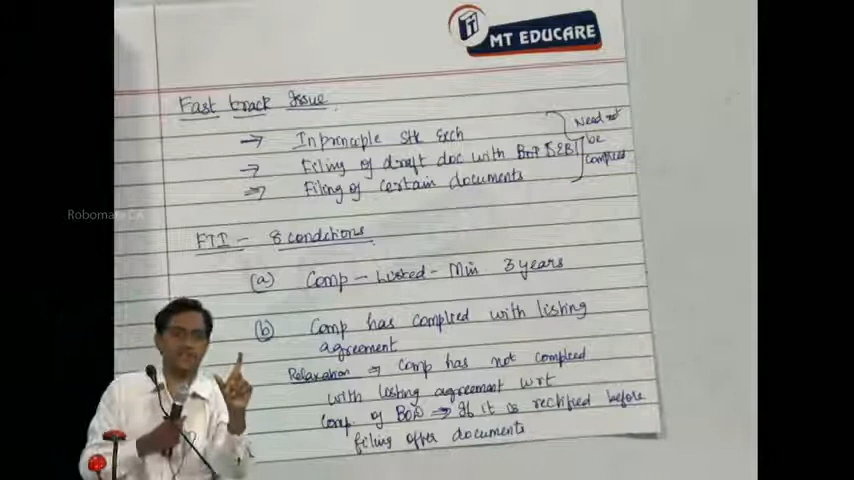 MT EDUCARE
Fast track Issue
→ Inprinciple Stk Exch
→ Filing of draft doc with SEBI
⇒ Filing of certain documents
Need not
be
complied
Robomate CA
FTI - 8 conditions
(a) Comp - Listed - Min 3 years
(b) Comp has complied with listing
agreement
Relaxation ⇒ Comp has not complied
with listing agreement wrt
Comp. of BOD ⇒ If it is rectified before
filing offer documents